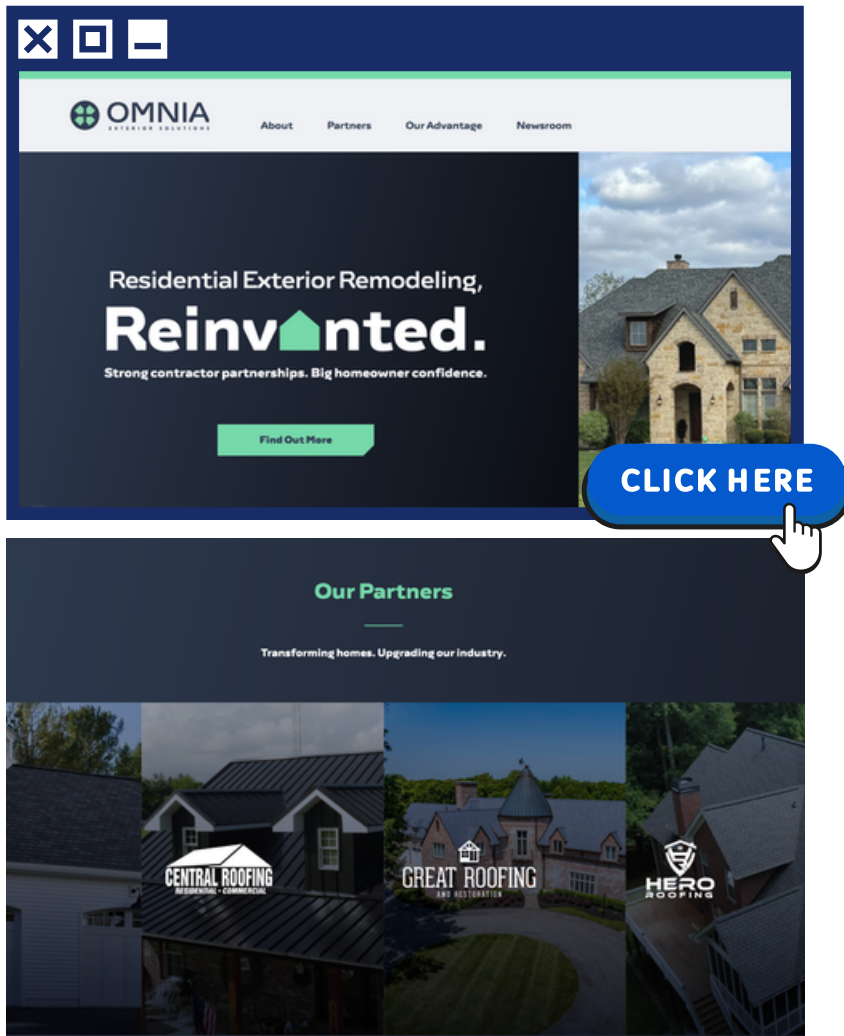 OMNIA
EXTERIOR SOLUTIONS
About Partners Our Advantage Newsroom
Residential Exterior Remodeling,
Reinvented.
Strong contractor partnerships. Big homeowner confidence.
Find Out More
CLICK HERE
Our Partners
Transforming homes. Upgrading our industry.
CENTRAL ROOFING
RESIDENTIAL - COMMERCIAL
GREAT ROOFING
AND RESTORATION
HERO
ROOFING